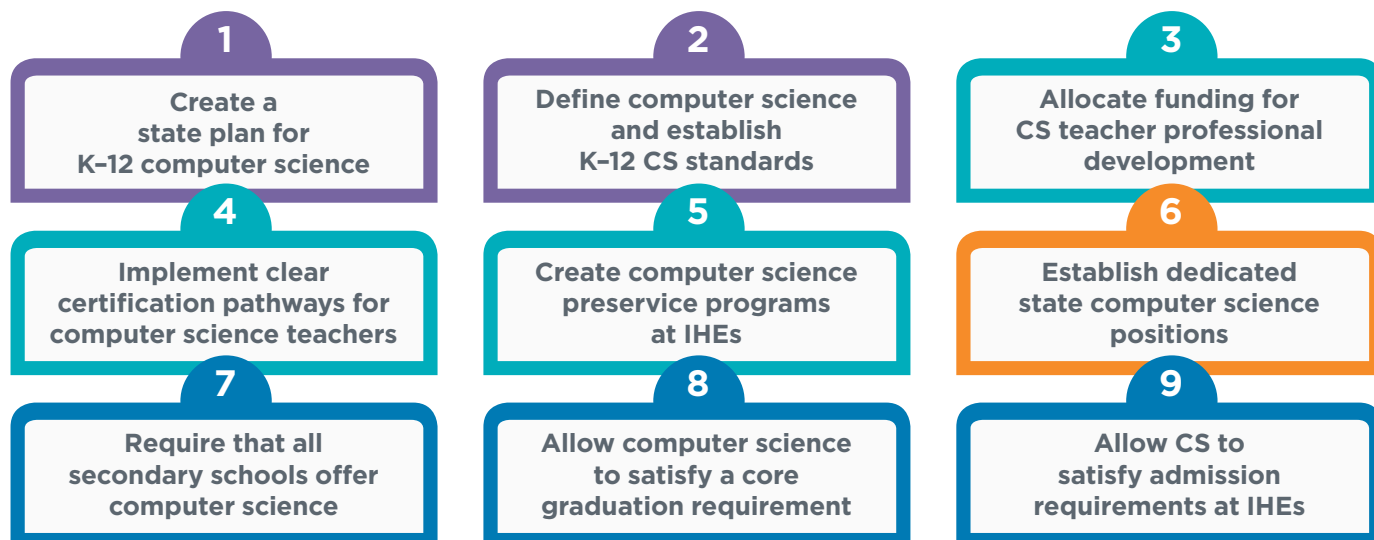 1
Create a
state plan for
K–12 computer science
2
Define computer science
and establish
K–12 CS standards
3
Allocate funding for
CS teacher professional
development
4
Implement clear
certification pathways for
computer science teachers
5
Create computer science
preservice programs
at IHEs
6
Establish dedicated
state computer science
positions
7
Require that all
secondary schools offer
computer science
8
Allow computer science
to satisfy a core
graduation requirement
9
Allow CS to
satisfy admission
requirements at IHEs